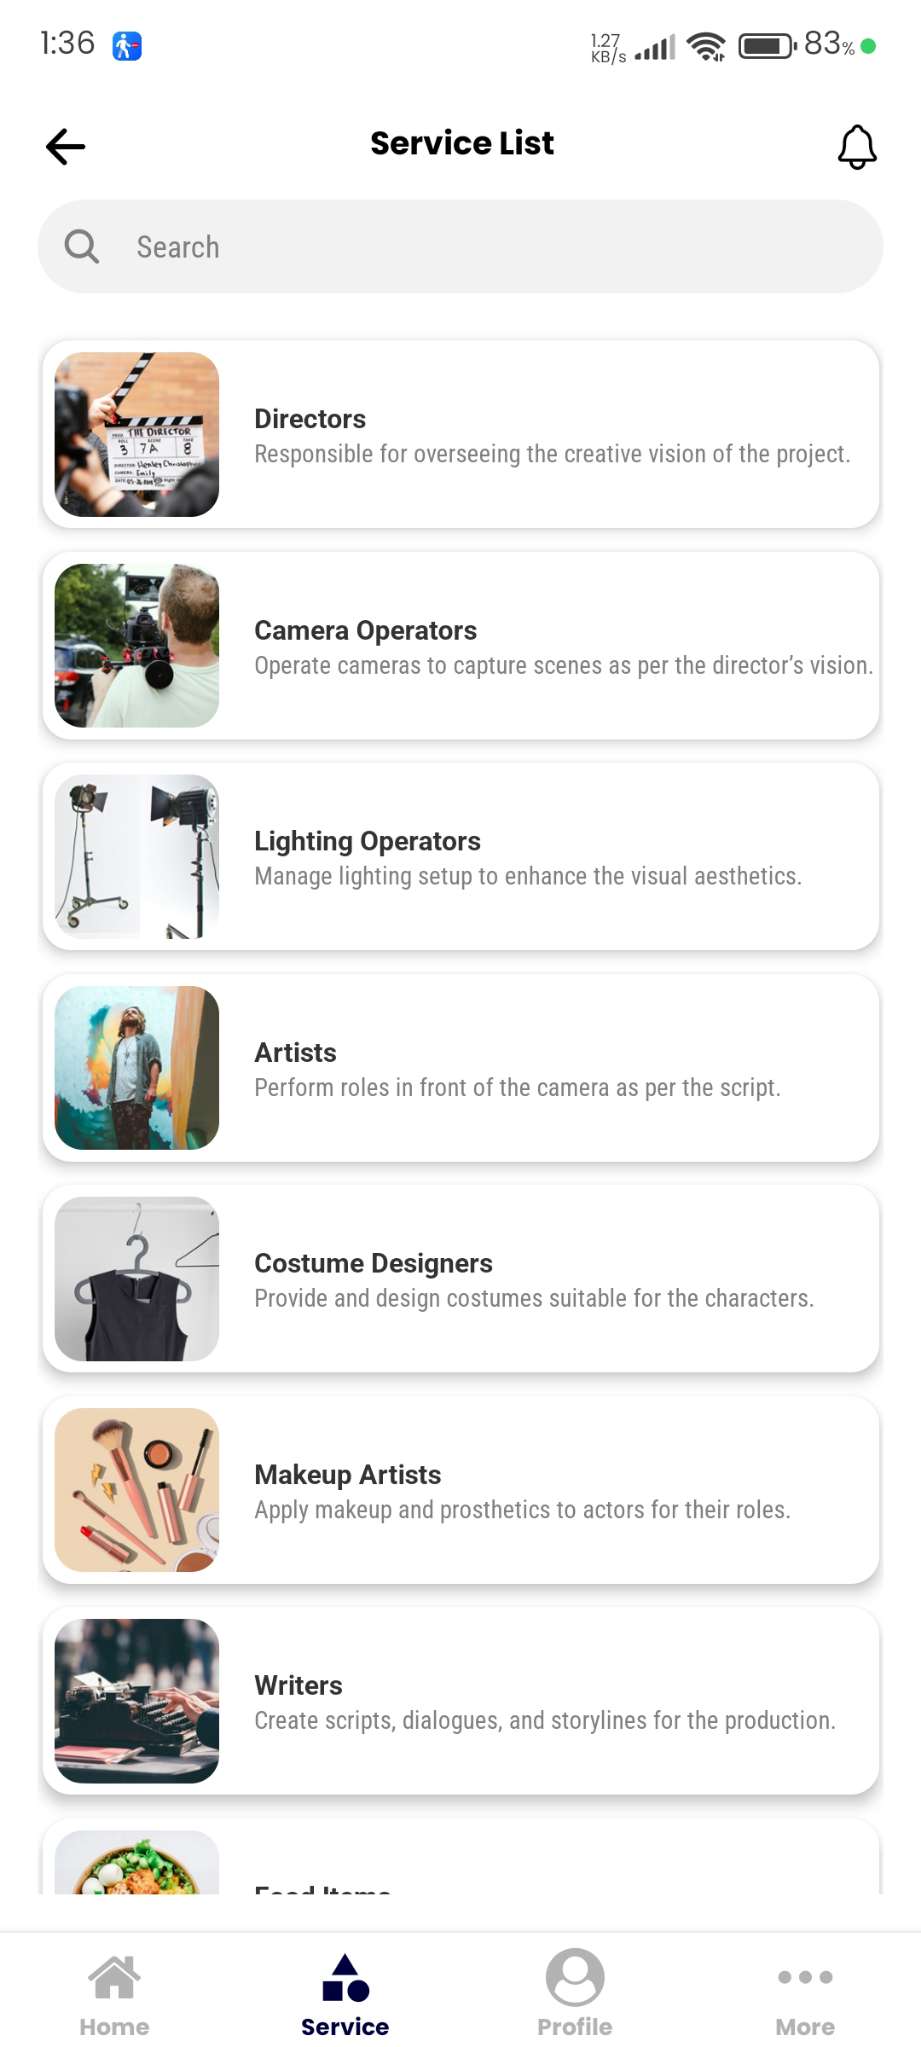 1:36
1.27
KB/s
83%
Service List
Search
THE DIRECTOR
3 7A 8
Directors
Responsible for overseeing the creative vision of the project.
Camera Operators
Operate cameras to capture scenes as per the director’s vision.
Lighting Operators
Manage lighting setup to enhance the visual aesthetics.
Artists
Perform roles in front of the camera as per the script.
Costume Designers
Provide and design costumes suitable for the characters.
Makeup Artists
Apply makeup and prosthetics to actors for their roles.
Writers
Create scripts, dialogues, and storylines for the production.
Food Items
Home
Service
Profile
More